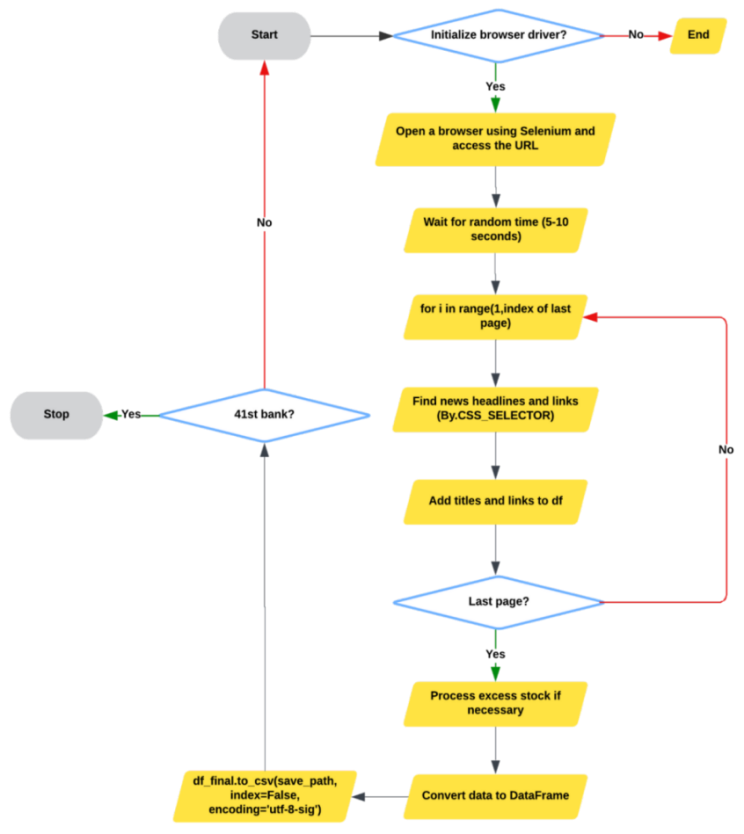 Start
Initialize browser driver?
No
End
Yes
Open a browser using Selenium and
access the URL
Wait for random time (5-10
seconds)
No
for i in range(1,index of last
page)
Find news headlines and links
(By.CSS_SELECTOR)
Stop
Yes
41st bank?
No
Add titles and links to df
Last page?
Yes
Process excess stock if
necessary
df_final.to_csv(save_path,
index=False,
encoding='utf-8-sig')
Convert data to DataFrame